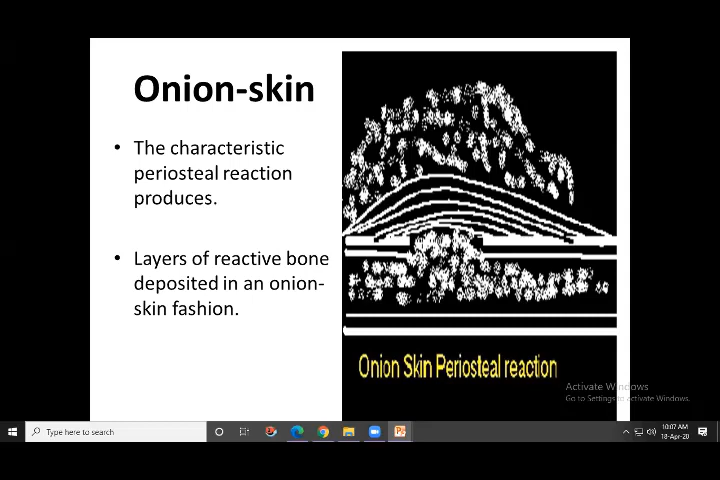 Onion-skin
• The characteristic
periosteal reaction
produces.
• Layers of reactive bone
deposited in an onion-
skin fashion.
Onion Skin Periosteal reaction
Activate Windows
Go to Settings to activate Windows.
Type here to search
10:07 AM
18-Apr-20